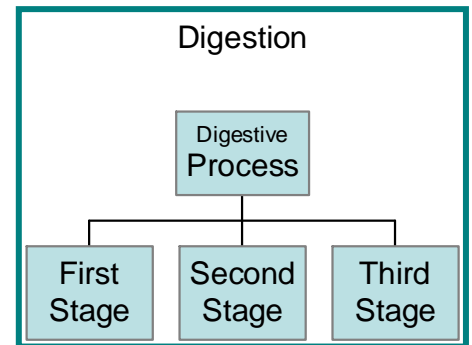 Digestion
Digestive
Process
First
Stage
Second
Stage
Third
Stage